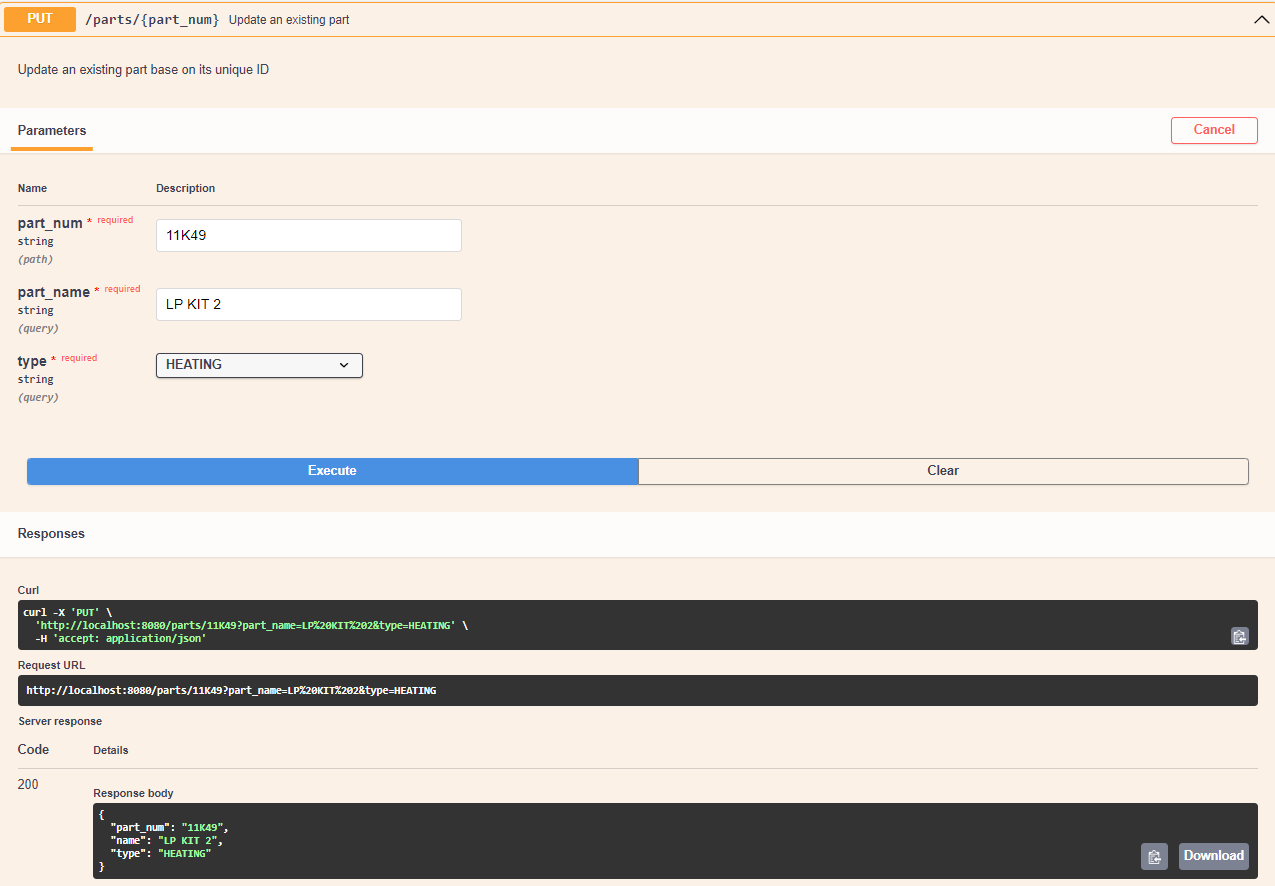 PUT /parts/{part_num} Update an existing part
Update an existing part base on its unique ID
Parameters
Cancel
Name Description
part_num * required
string
(path)
11K49
part_name * required
string
(query)
LP KIT 2
type * required
string
(query)
HEATING
Execute Clear
Responses
Curl
curl -X 'PUT' \
'http://localhost:8080/parts/11K49?part_name=LP%20KIT%202&type=HEATING' \
-H 'accept: application/json'
Request URL
http://localhost:8080/parts/11K49?part_name=LP%20KIT%202&type=HEATING
Server response
Code Details
200
Response body
{
"part_num": "11K49",
"name": "LP KIT 2",
"type": "HEATING"
}
Download